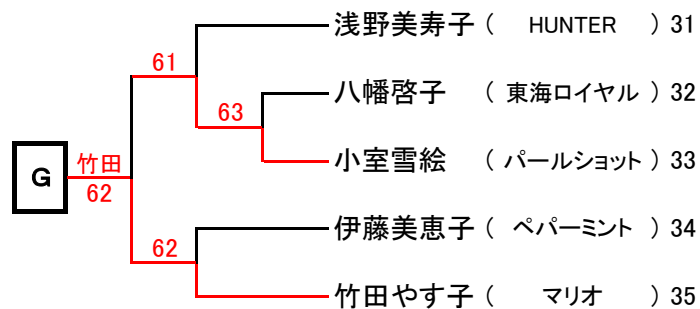 浅野美寿子 ( HUNTER ) 31
61
八幡啓子 ( 東海ロイヤル ) 32
63
小室雪絵 ( パールショット ) 33
G
竹田
62
伊藤美恵子 ( ペパーミント ) 34
62
竹田やす子 ( マリオ ) 35